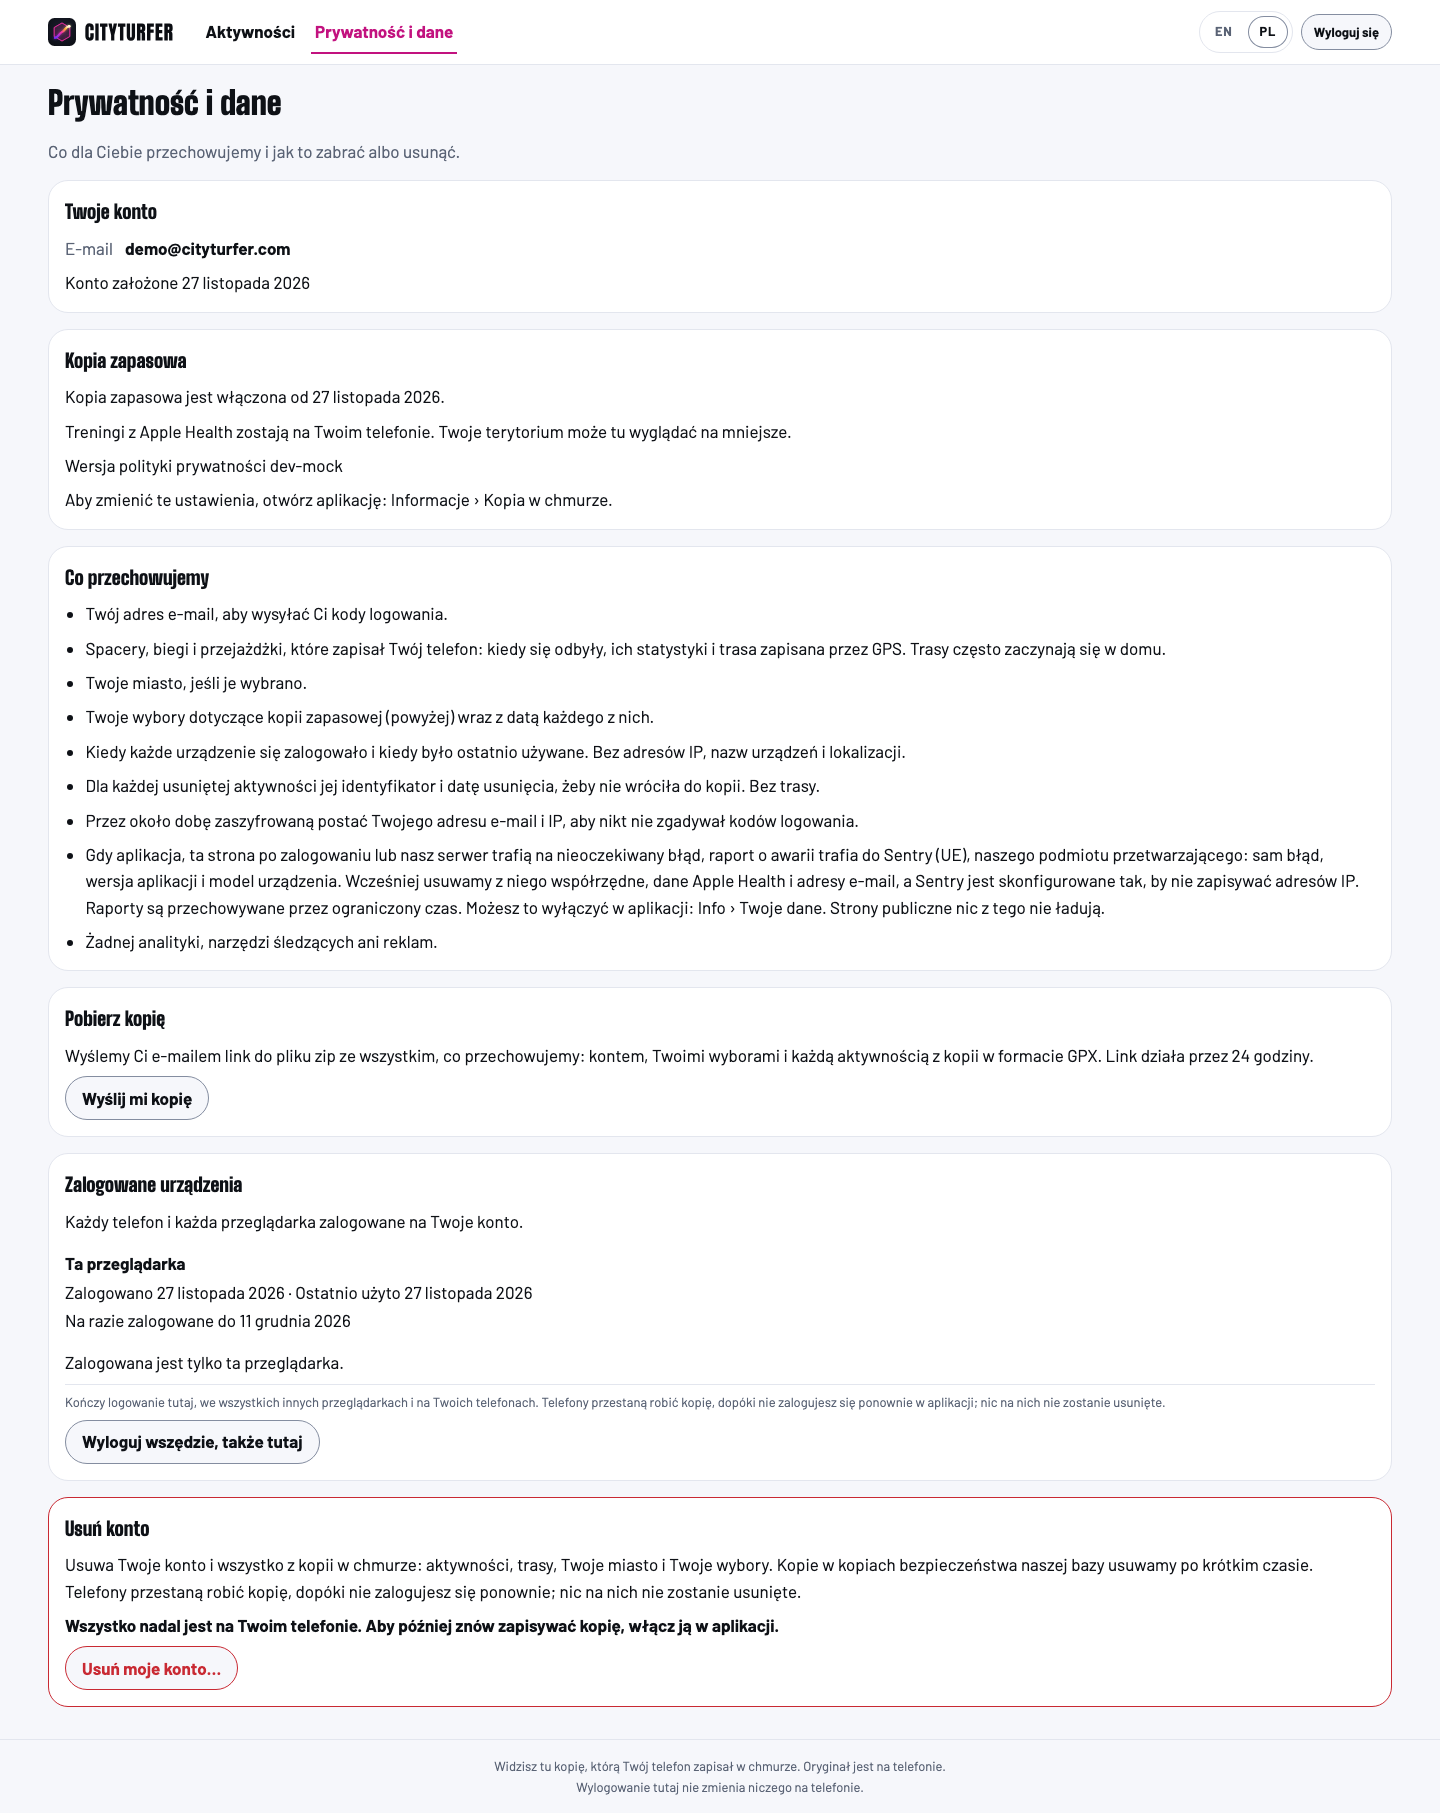 CITYTURFER
Aktywności
Prywatność i dane
EN
PL
Wyloguj się
Prywatność i dane
Co dla Ciebie przechowujemy i jak to zabrać albo usunąć.
Twoje konto
E-mail demo@cityturfer.com
Konto założone 27 listopada 2026
Kopia zapasowa
Kopia zapasowa jest włączona od 27 listopada 2026.
Treningi z Apple Health zostają na Twoim telefonie. Twoje terytorium może tu wyglądać na mniejsze.
Wersja polityki prywatności dev-mock
Aby zmienić te ustawienia, otwórz aplikację: Informacje › Kopia w chmurze.
Co przechowujemy
• Twój adres e-mail, aby wysyłać Ci kody logowania.
• Spacery, biegi i przejażdżki, które zapisał Twój telefon: kiedy się odbyły, ich statystyki i trasa zapisana przez GPS. Trasy często zaczynają się w domu.
• Twoje miasto, jeśli je wybrano.
• Twoje wybory dotyczące kopii zapasowej (powyżej) wraz z datą każdego z nich.
• Kiedy każde urządzenie się zalogowało i kiedy było ostatnio używane. Bez adresów IP, nazw urządzeń i lokalizacji.
• Dla każdej usuniętej aktywności jej identyfikator i datę usunięcia, żeby nie wróciła do kopii. Bez trasy.
• Przez około dobę zaszyfrowaną postać Twojego adresu e-mail i IP, aby nikt nie zgadywał kodów logowania.
• Gdy aplikacja, ta strona po zalogowaniu lub nasz serwer trafią na nieoczekiwany błąd, raport o awarii trafia do Sentry (UE), naszego podmiotu przetwarzającego: sam błąd,
wersja aplikacji i model urządzenia. Wcześniej usuwamy z niego współrzędne, dane Apple Health i adresy e-mail, a Sentry jest skonfigurowane tak, by nie zapisywać adresów IP.
Raporty są przechowywane przez ograniczony czas. Możesz to wyłączyć w aplikacji: Info › Twoje dane. Strony publiczne nic z tego nie ładują.
• Żadnej analityki, narzędzi śledzących ani reklam.
Pobierz kopię
Wyślemy Ci e-mailem link do pliku zip ze wszystkim, co przechowujemy: kontem, Twoimi wyborami i każdą aktywnością z kopii w formacie GPX. Link działa przez 24 godziny.
Wyślij mi kopię
Zalogowane urządzenia
Każdy telefon i każda przeglądarka zalogowane na Twoje konto.
Ta przeglądarka
Zalogowano 27 listopada 2026 · Ostatnio użyto 27 listopada 2026
Na razie zalogowane do 11 grudnia 2026
Zalogowana jest tylko ta przeglądarka.
Kończy logowanie tutaj, we wszystkich innych przeglądarkach i na Twoich telefonach. Telefony przestaną robić kopię, dopóki nie zalogujesz się ponownie w aplikacji; nic na nich nie zostanie usunięte.
Wyloguj wszędzie, także tutaj
Usuń konto
Usuwa Twoje konto i wszystko z kopii w chmurze: aktywności, trasy, Twoje miasto i Twoje wybory. Kopie w kopiach bezpieczeństwa naszej bazy usuwamy po krótkim czasie.
Telefony przestaną robić kopię, dopóki nie zalogujesz się ponownie; nic na nich nie zostanie usunięte.
Wszystko nadal jest na Twoim telefonie. Aby później znów zapisywać kopię, włącz ją w aplikacji.
Usuń moje konto…
Widzisz tu kopię, którą Twój telefon zapisał w chmurze. Oryginał jest na telefonie.
Wylogowanie tutaj nie zmienia niczego na telefonie.